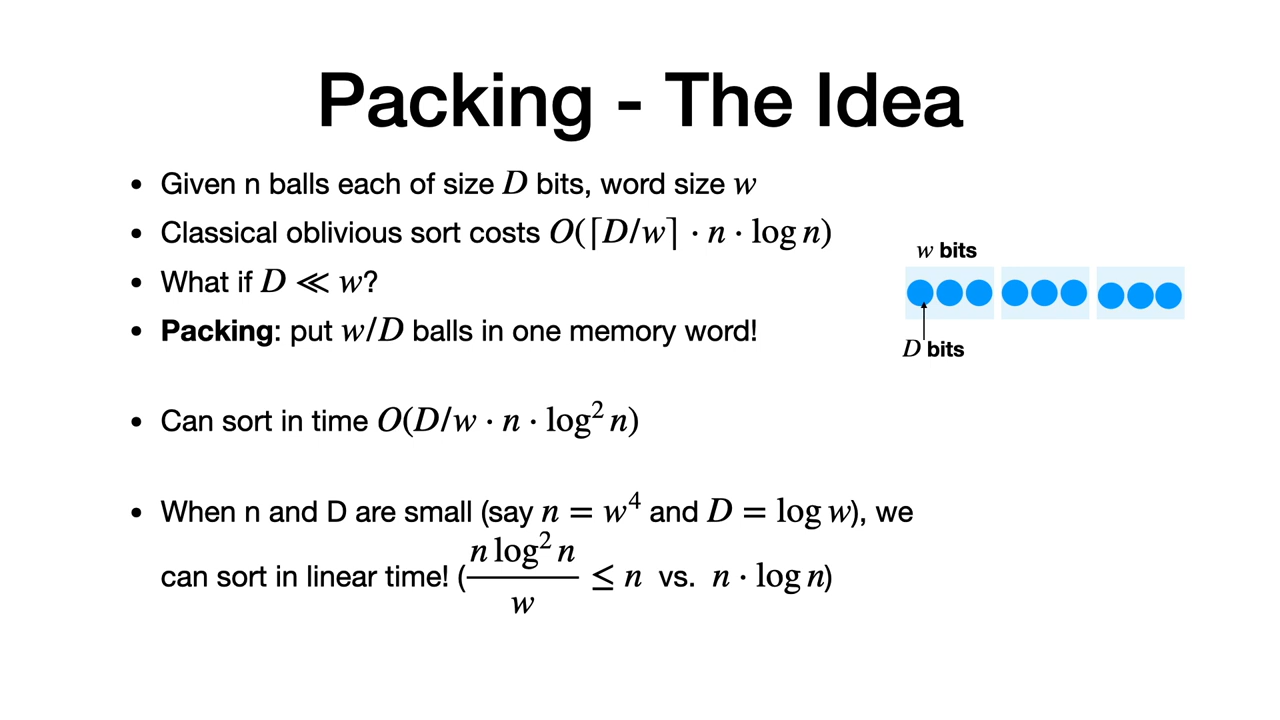 Packing - The Idea
• Given n balls each of size D bits, word size w
• Classical oblivious sort costs O(⌈D/w⌉ · n · log n)
• What if D ≪ w?
• Packing: put w/D balls in one memory word!
w bits
D bits
• Can sort in time O(D/w · n · log² n)
• When n and D are small (say n = w⁴ and D = log w), we
can sort in linear time! (n log² n / w ≤ n vs. n · log n)